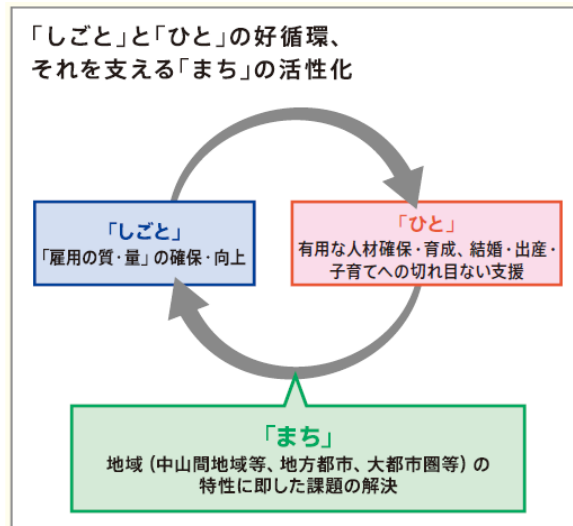 「しごと」と「ひと」の好循環、
それを支える「まち」の活性化
「しごと」
「雇用の質・量」の確保・向上
「ひと」
有用な人材確保・育成、結婚・出産・
子育てへの切れ目ない支援
「まち」
地域（中山間地域等、地方都市、大都市圏等）の
特性に即した課題の解決